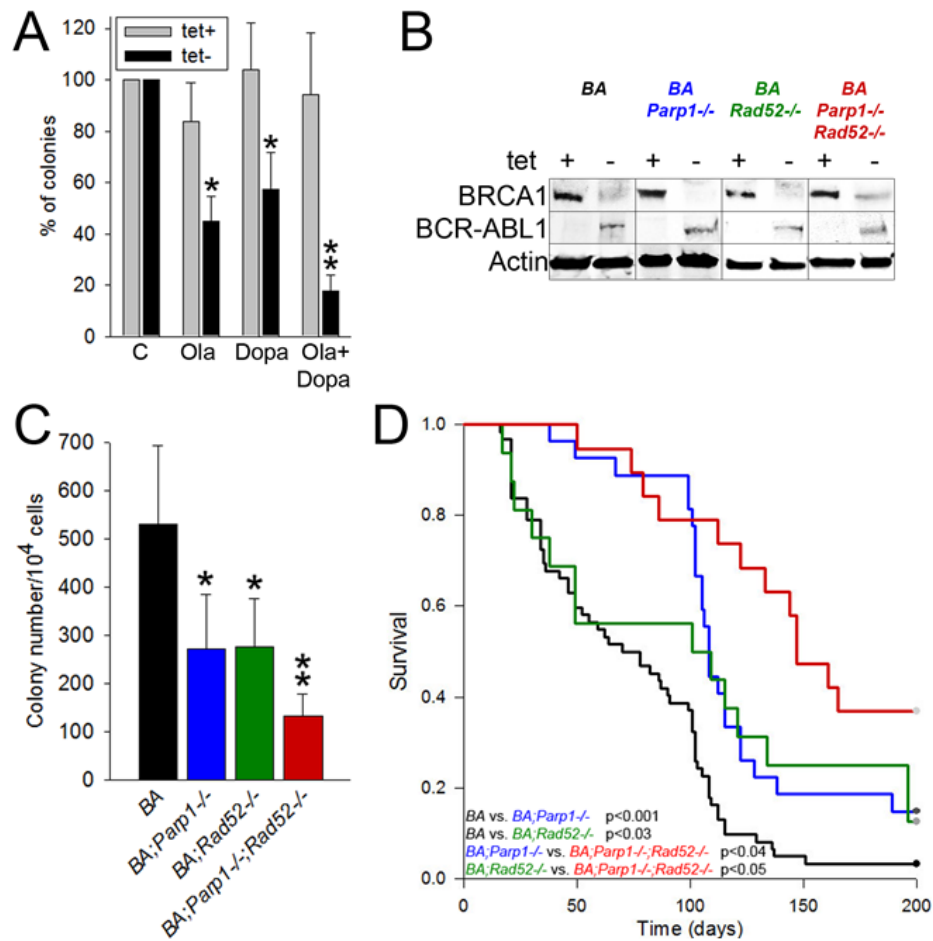 A
120
100
80
60
40
20
0
% of colonies
tet+
tet-
*
*
*
*
C Ola Dopa Ola+
Dopa
B
BA BA BA BA
Parp1-/- Rad52-/- Parp1-/-
Rad52-/-
tet + - + - + - + -
BRCA1
BCR-ABL1
Actin
C
700
600
500
400
300
200
100
0
Colony number/10⁴ cells
*
*
*
*
BA
BA;Parp1-/-
BA;Rad52-/-
BA;Parp1-/-;Rad52-/-
D
1.0
0.8
0.6
0.4
0.2
0.0
Survival
BA vs. BA;Parp1-/- p<0.001
BA vs. BA;Rad52-/- p<0.03
BA;Parp1-/- vs. BA;Parp1-/-;Rad52-/- p<0.04
BA;Rad52-/- vs. BA;Parp1-/-;Rad52-/- p<0.05
0 50 100 150 200
Time (days)